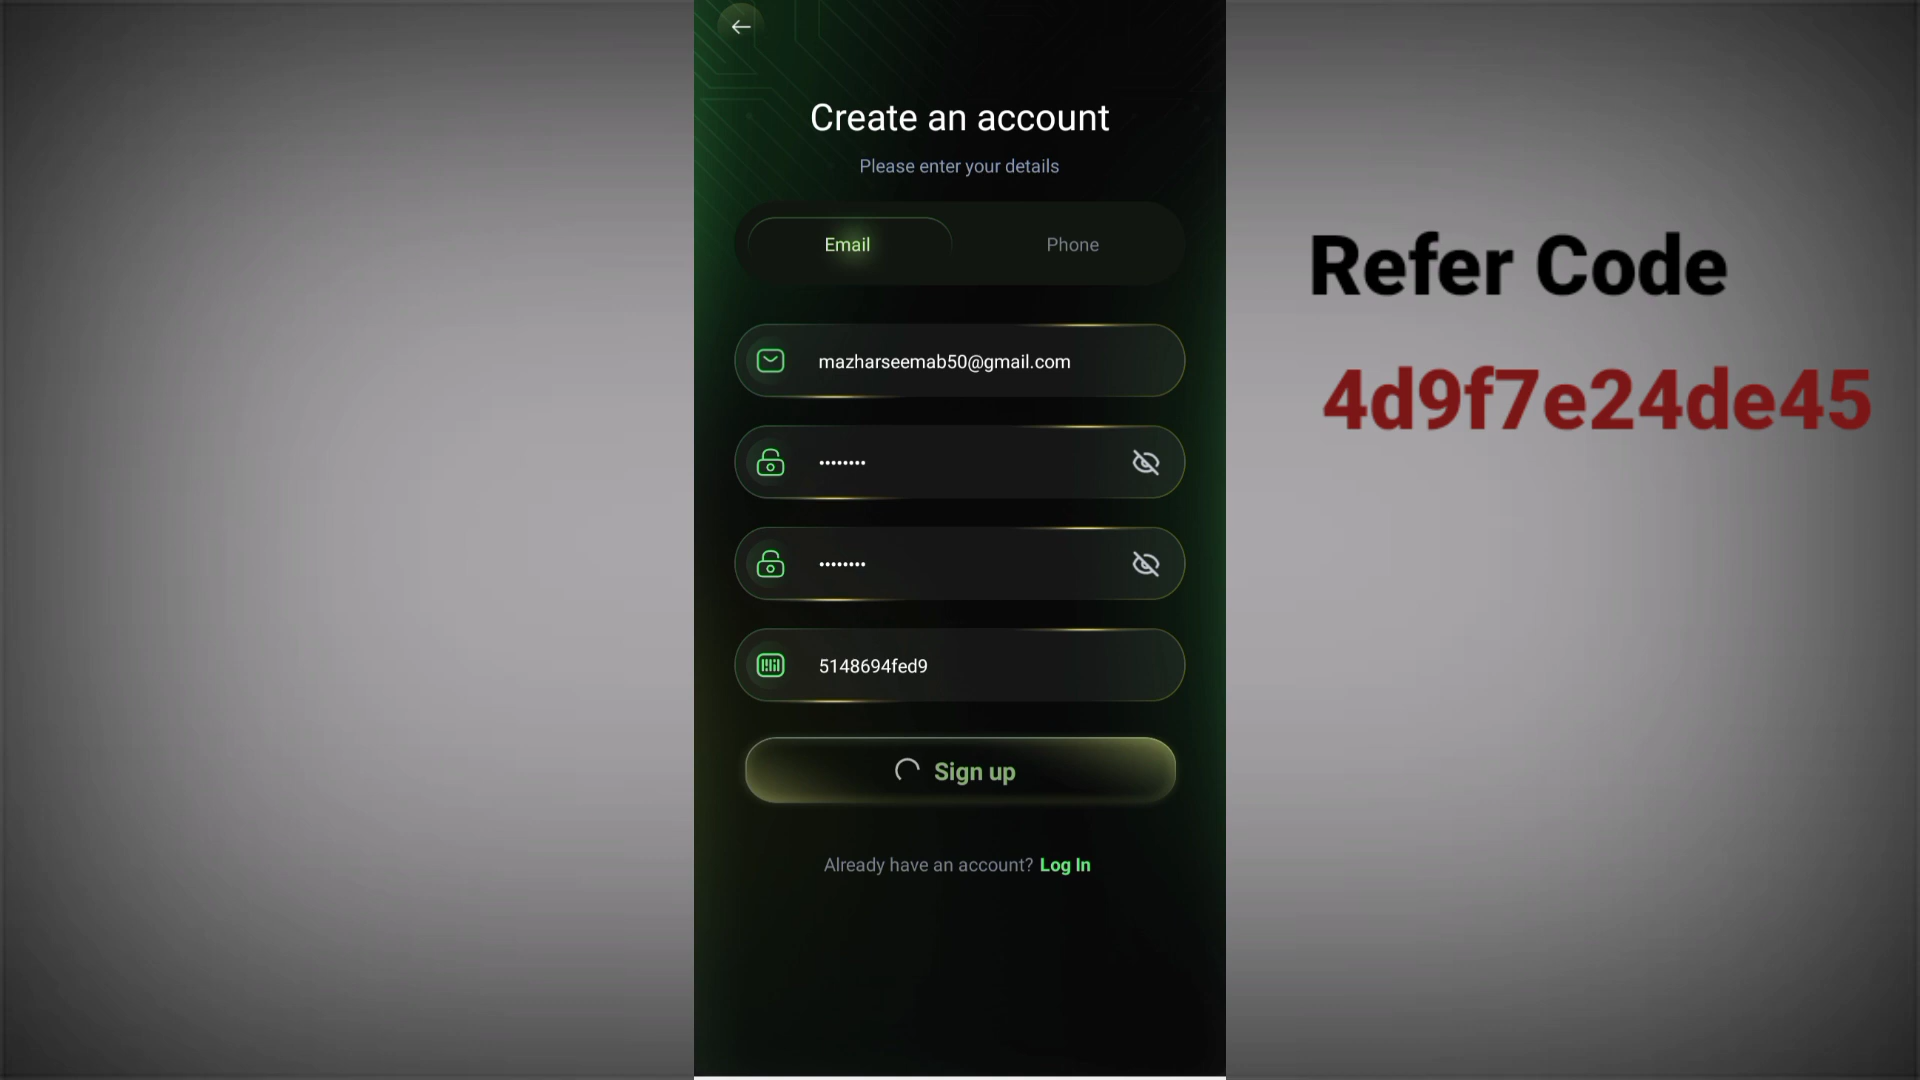 Create an account
Please enter your details
Email
Phone
mazharseemab50@gmail.com
••••••••
••••••••
5148694fed9
Sign up
Already have an account? Log In
Refer Code
4d9f7e24de45